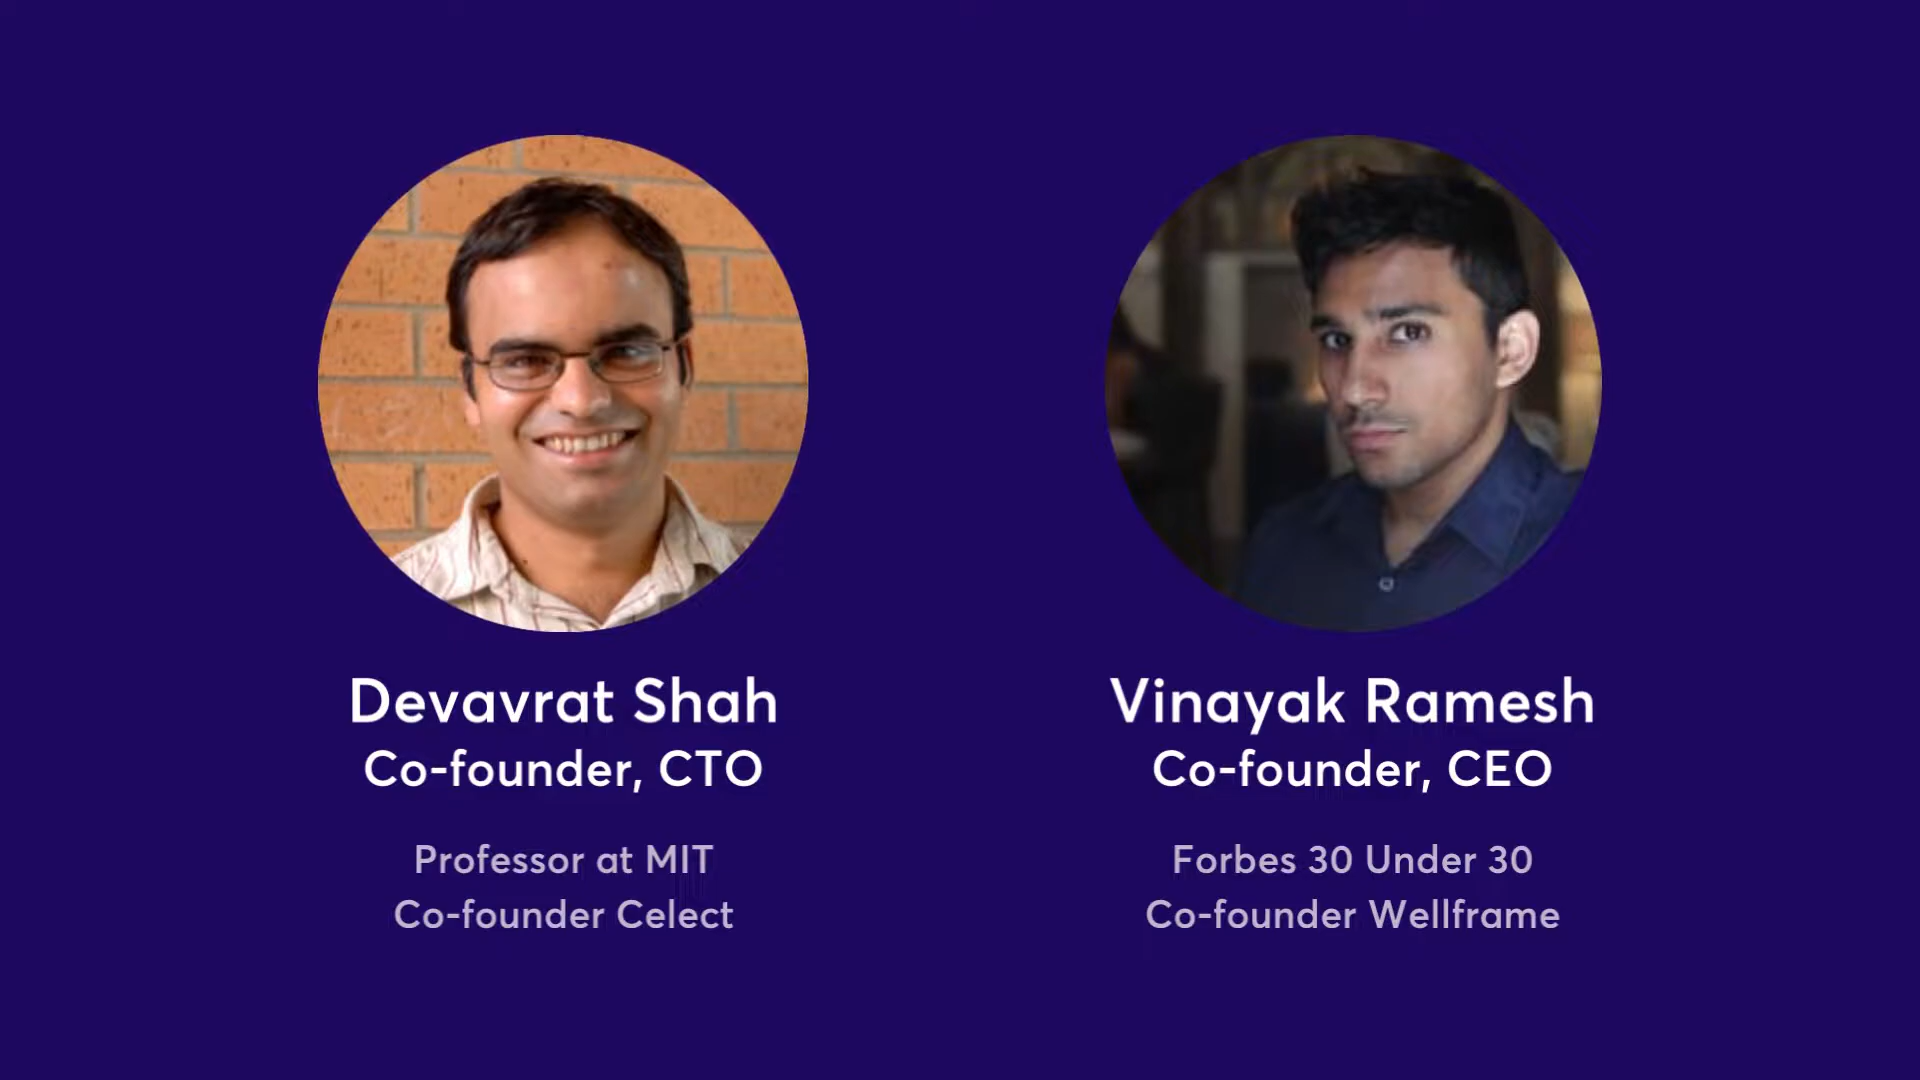 Devavrat Shah
Co-founder, CTO
Professor at MIT
Co-founder Celect
Vinayak Ramesh
Co-founder, CEO
Forbes 30 Under 30
Co-founder Wellframe